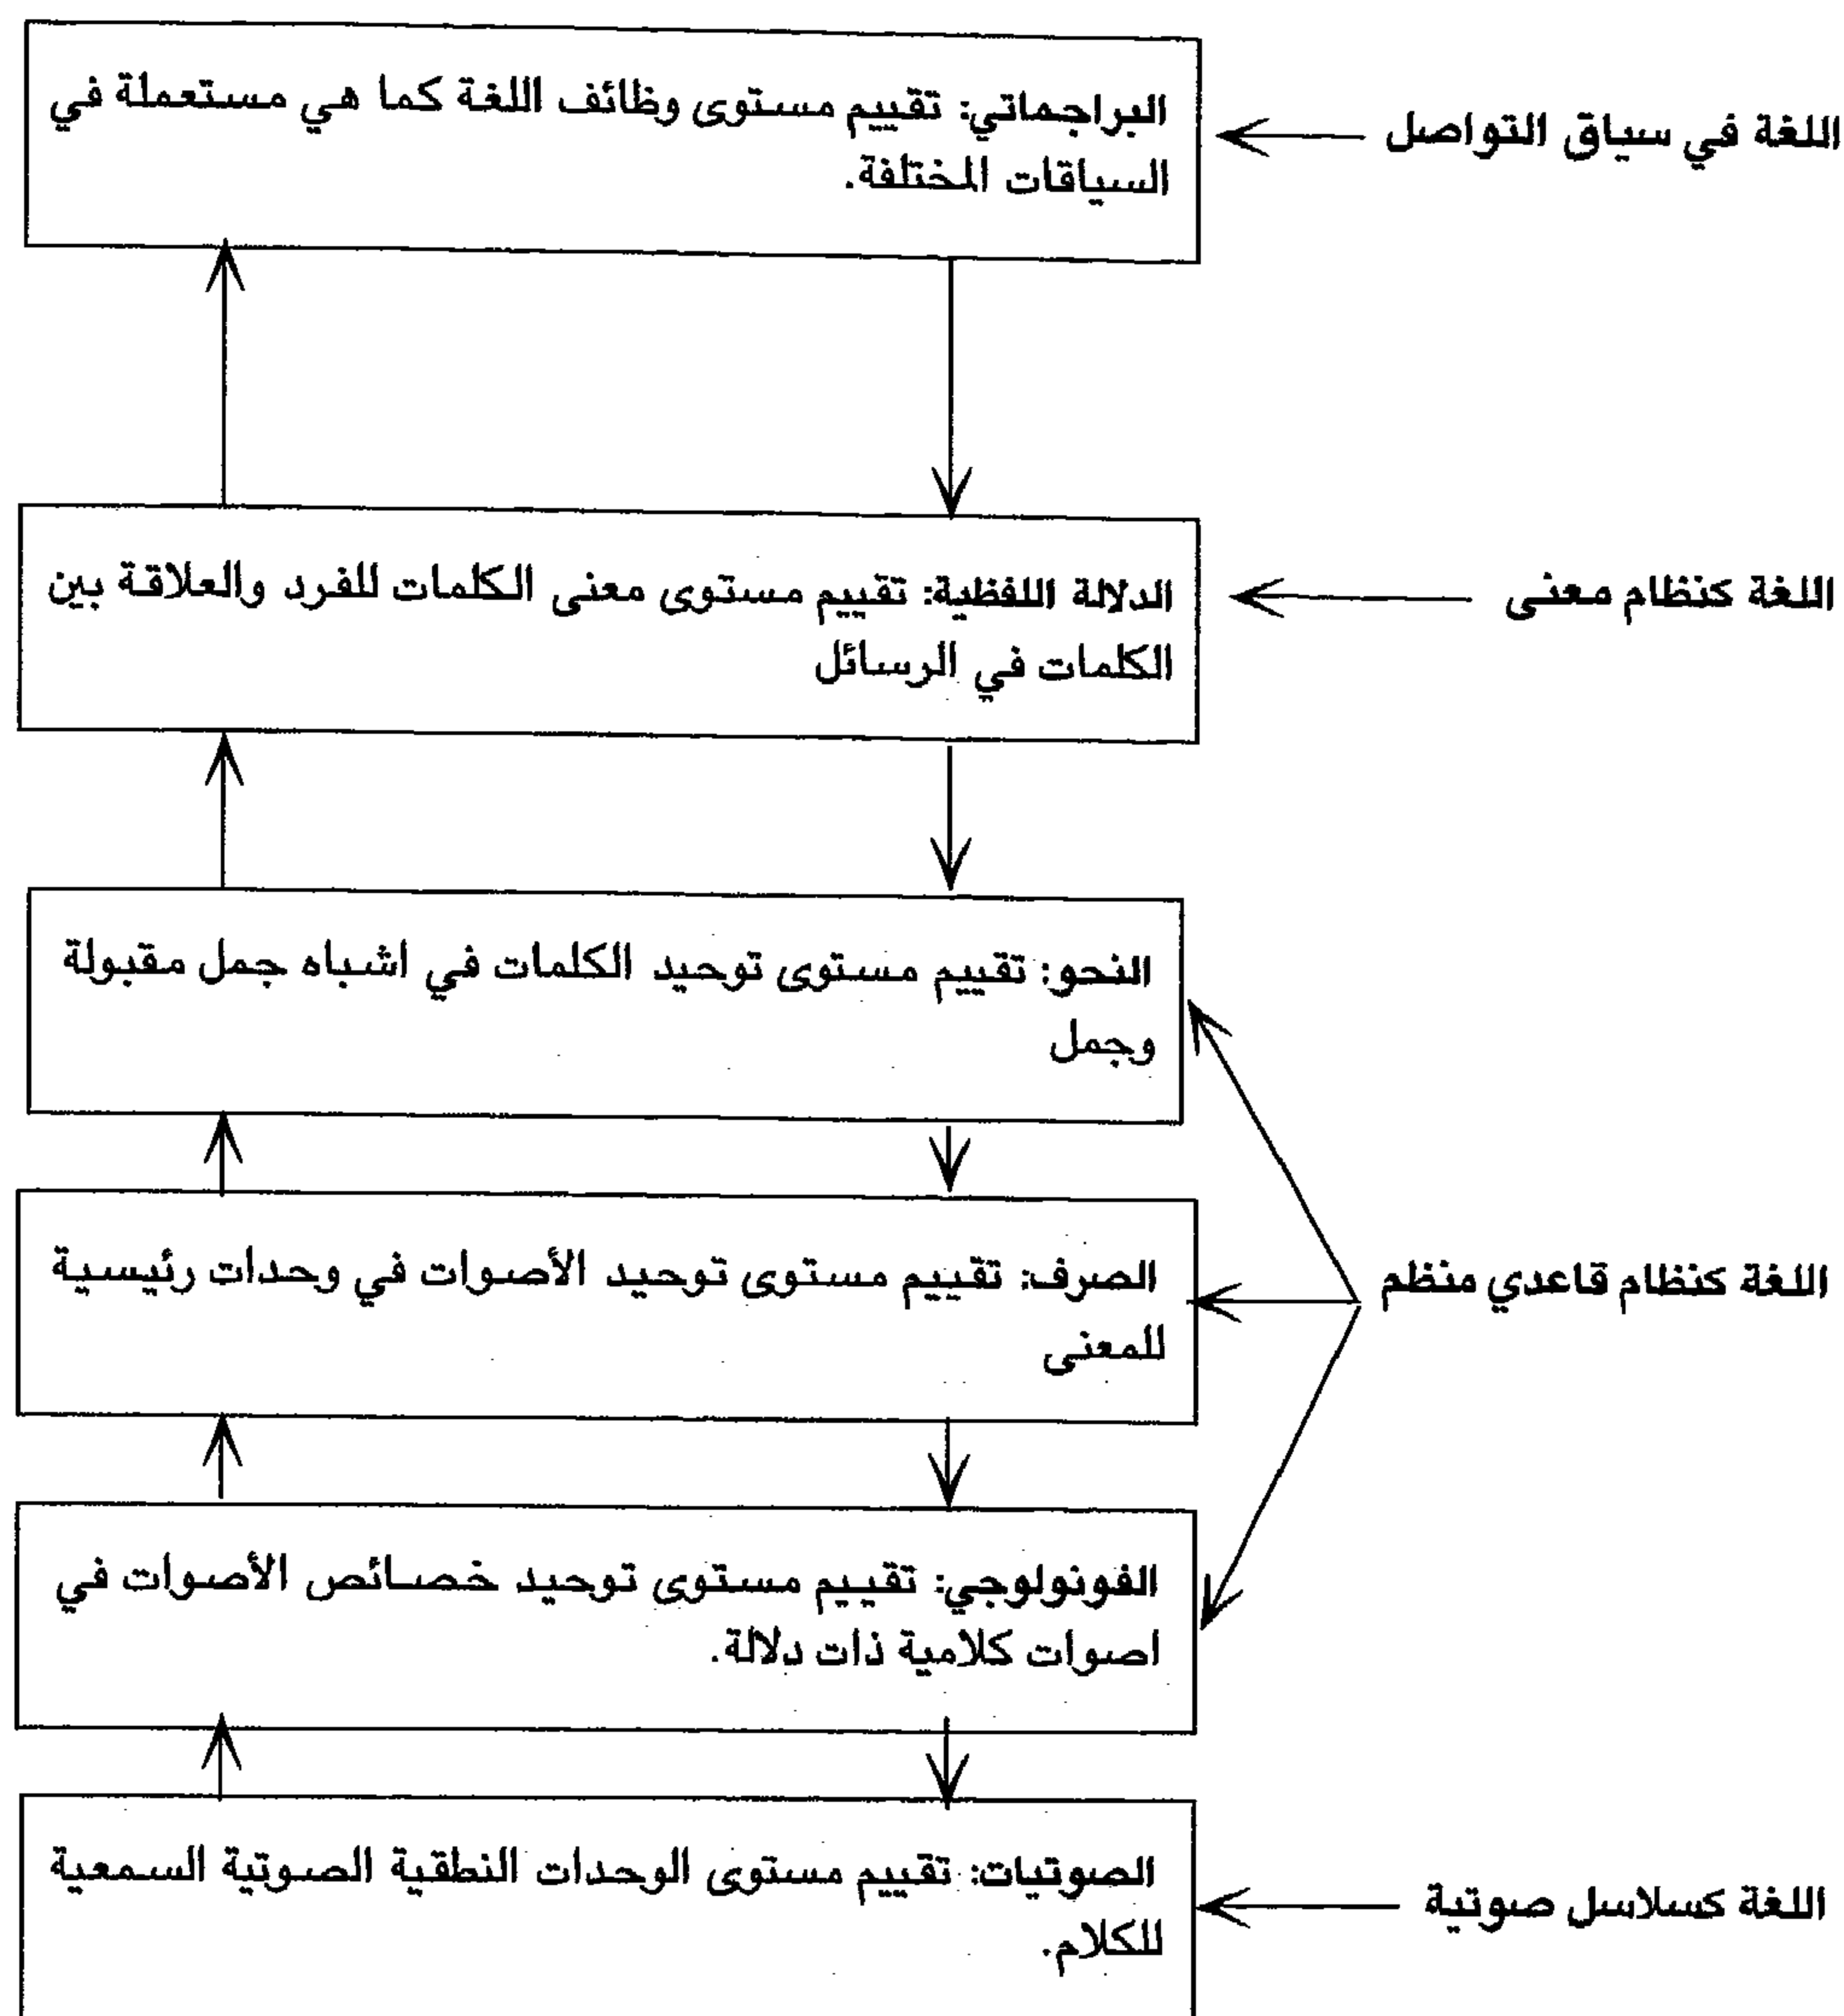 اللغة في سياق التواصل
البراجماتي: تقييم مستوى وظائف اللغة كما هي مستعملة في
السياقات المختلفة.
اللغة كنظام معنى
الدلالة اللفظية: تقييم مستوى معنى الكلمات للفرد والعلاقة بين
الكلمات في الرسائل
النحو: تقييم مستوى توحيد الكلمات في اشباه جمل مقبولة
وجمل
اللغة كنظام قاعدي منظم
الصرف: تقييم مستوى توحيد الأصوات في وحدات رئيسية
للمعنى
الفونولوجي: تقييم مستوى توحيد خصائص الأصوات في
اصوات كلامية ذات دلالة.
اللغة كسلاسل صوتية
الصوتيات: تقييم مستوى الوحدات النطقية الصوتية السمعية
للكلام.